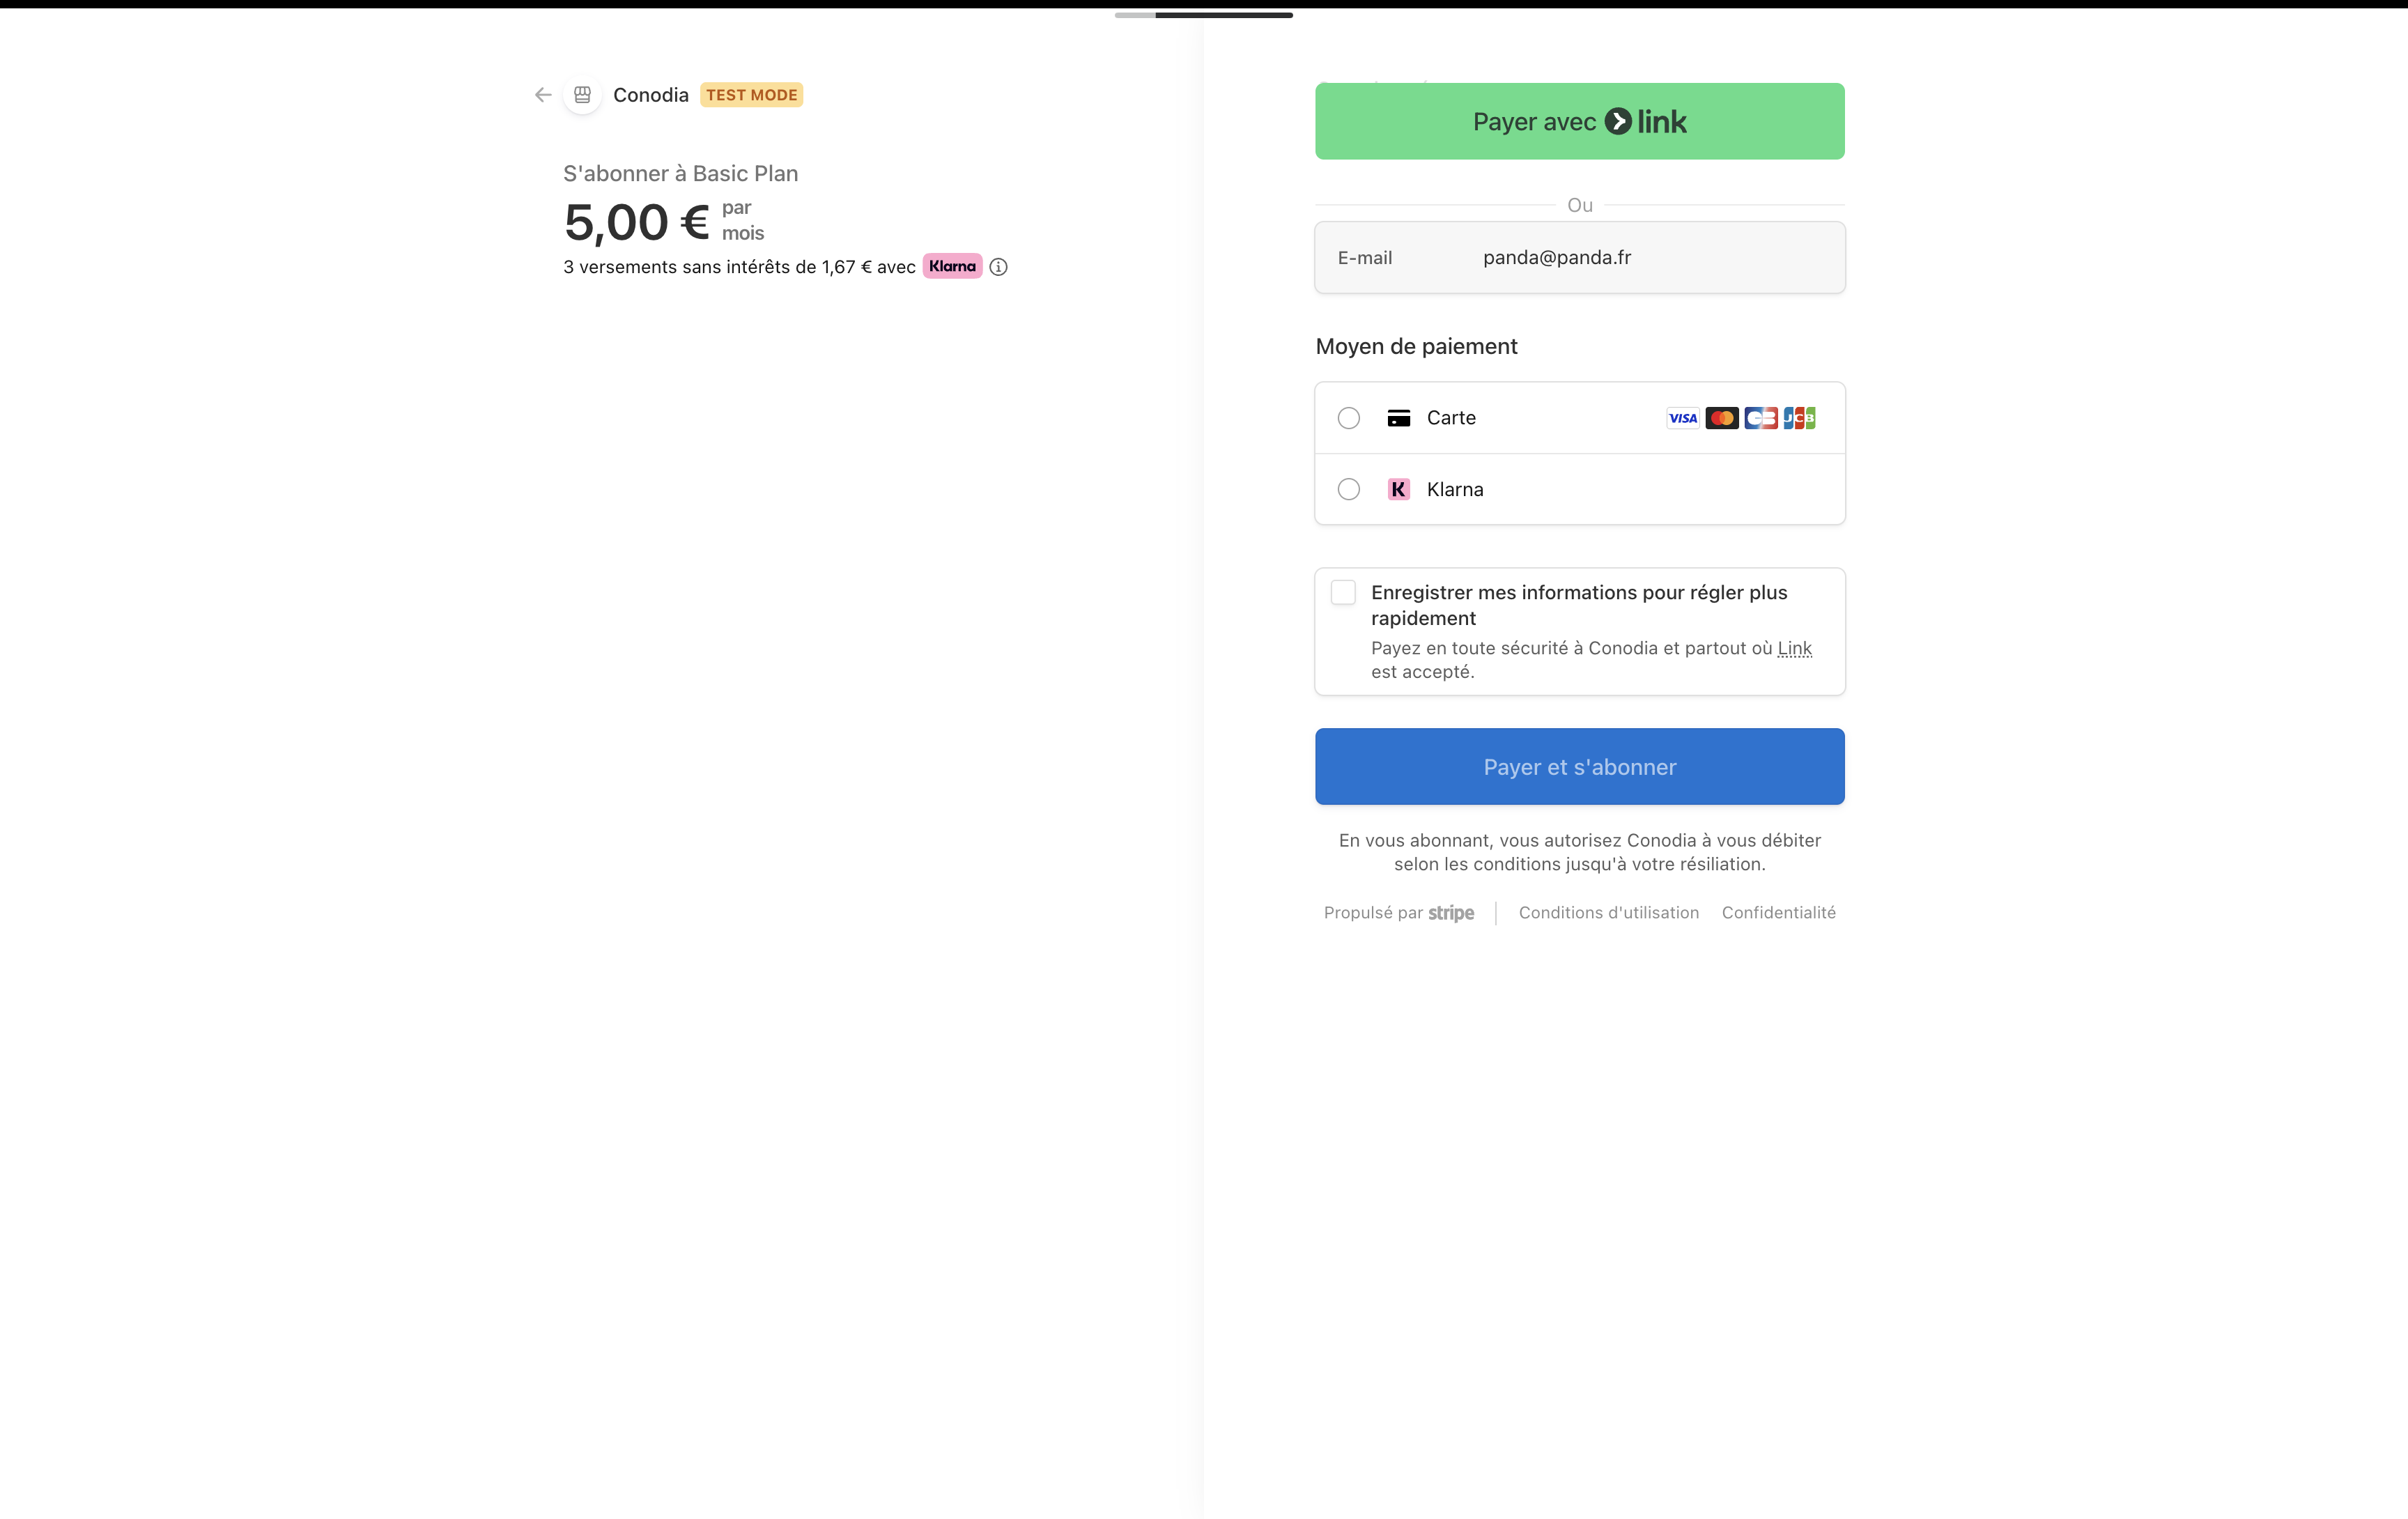 Conodia TEST MODE
S'abonner à Basic Plan
5,00 € par
mois
3 versements sans intérêts de 1,67 € avec Klarna
Payer avec link
Ou
E-mail panda@panda.fr
Moyen de paiement
Carte VISA CB JCB
K Klarna
Enregistrer mes informations pour régler plus
rapidement
Payez en toute sécurité à Conodia et partout où Link
est accepté.
Payer et s'abonner
En vous abonnant, vous autorisez Conodia à vous débiter
selon les conditions jusqu'à votre résiliation.
Propulsé par stripe Conditions d'utilisation Confidentialité